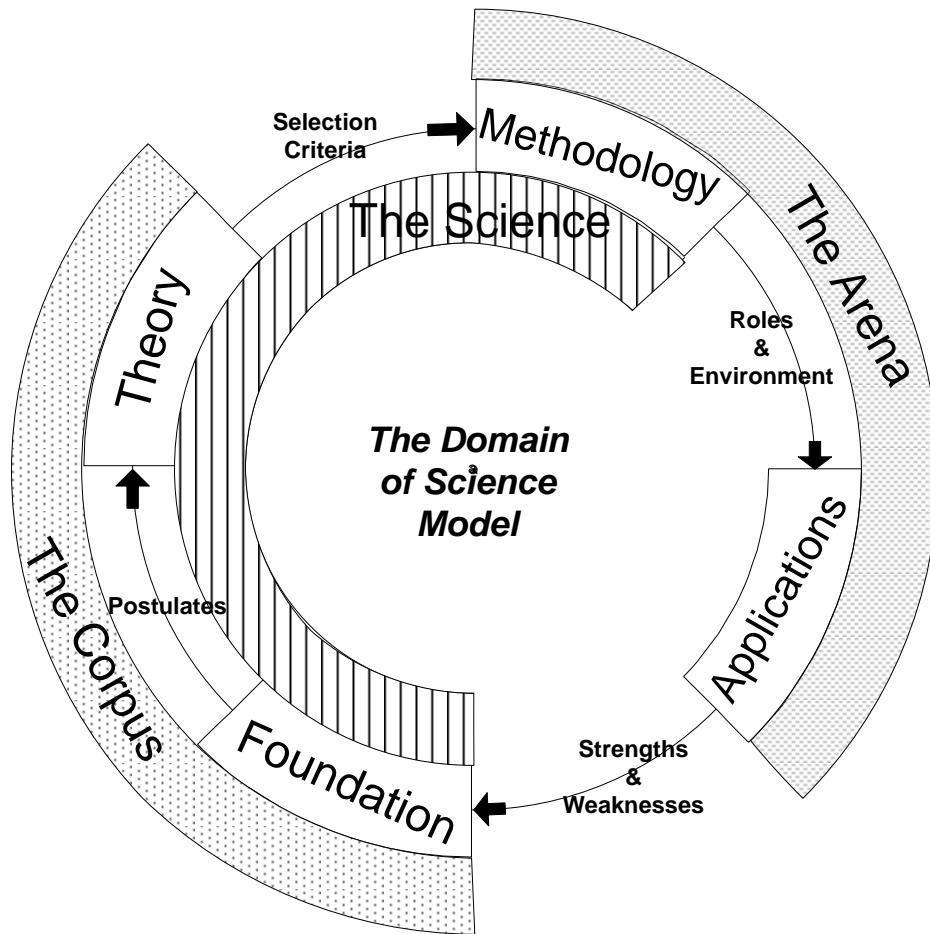 Selection
Criteria
Methodology
The Science
The Arena
Theory
Roles
&
Environment
The Domain
of Science
Model
a
Applications
Postulates
The Corpus
Foundation
Strengths
&
Weaknesses